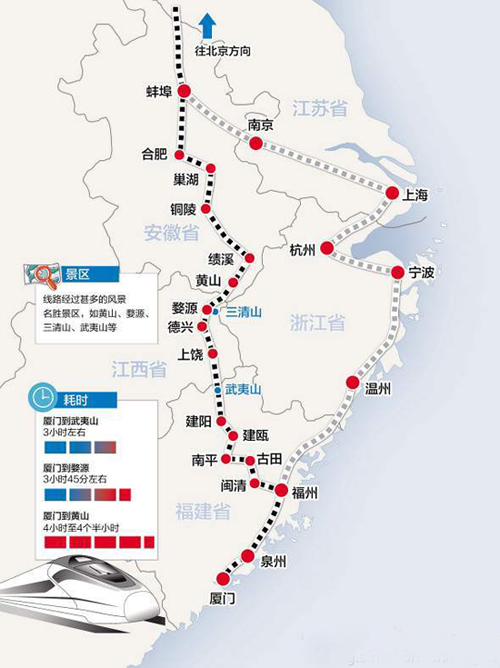 往北京方向
蚌埠
江苏省
南京
合肥
巢湖
上海
铜陵
安徽省
杭州
绩溪
宁波
景区
线路经过甚多的风景
名胜景区，如黄山、婺源、
三清山、武夷山等
黄山
婺源
三清山
德兴
浙江省
上饶
江西省
温州
武夷山
耗时
厦门到武夷山
3小时左右
厦门到婺源
3小时45分左右
厦门到黄山
4小时至4个半小时
建阳
建瓯
南平
古田
闽清
福州
福建省
泉州
厦门